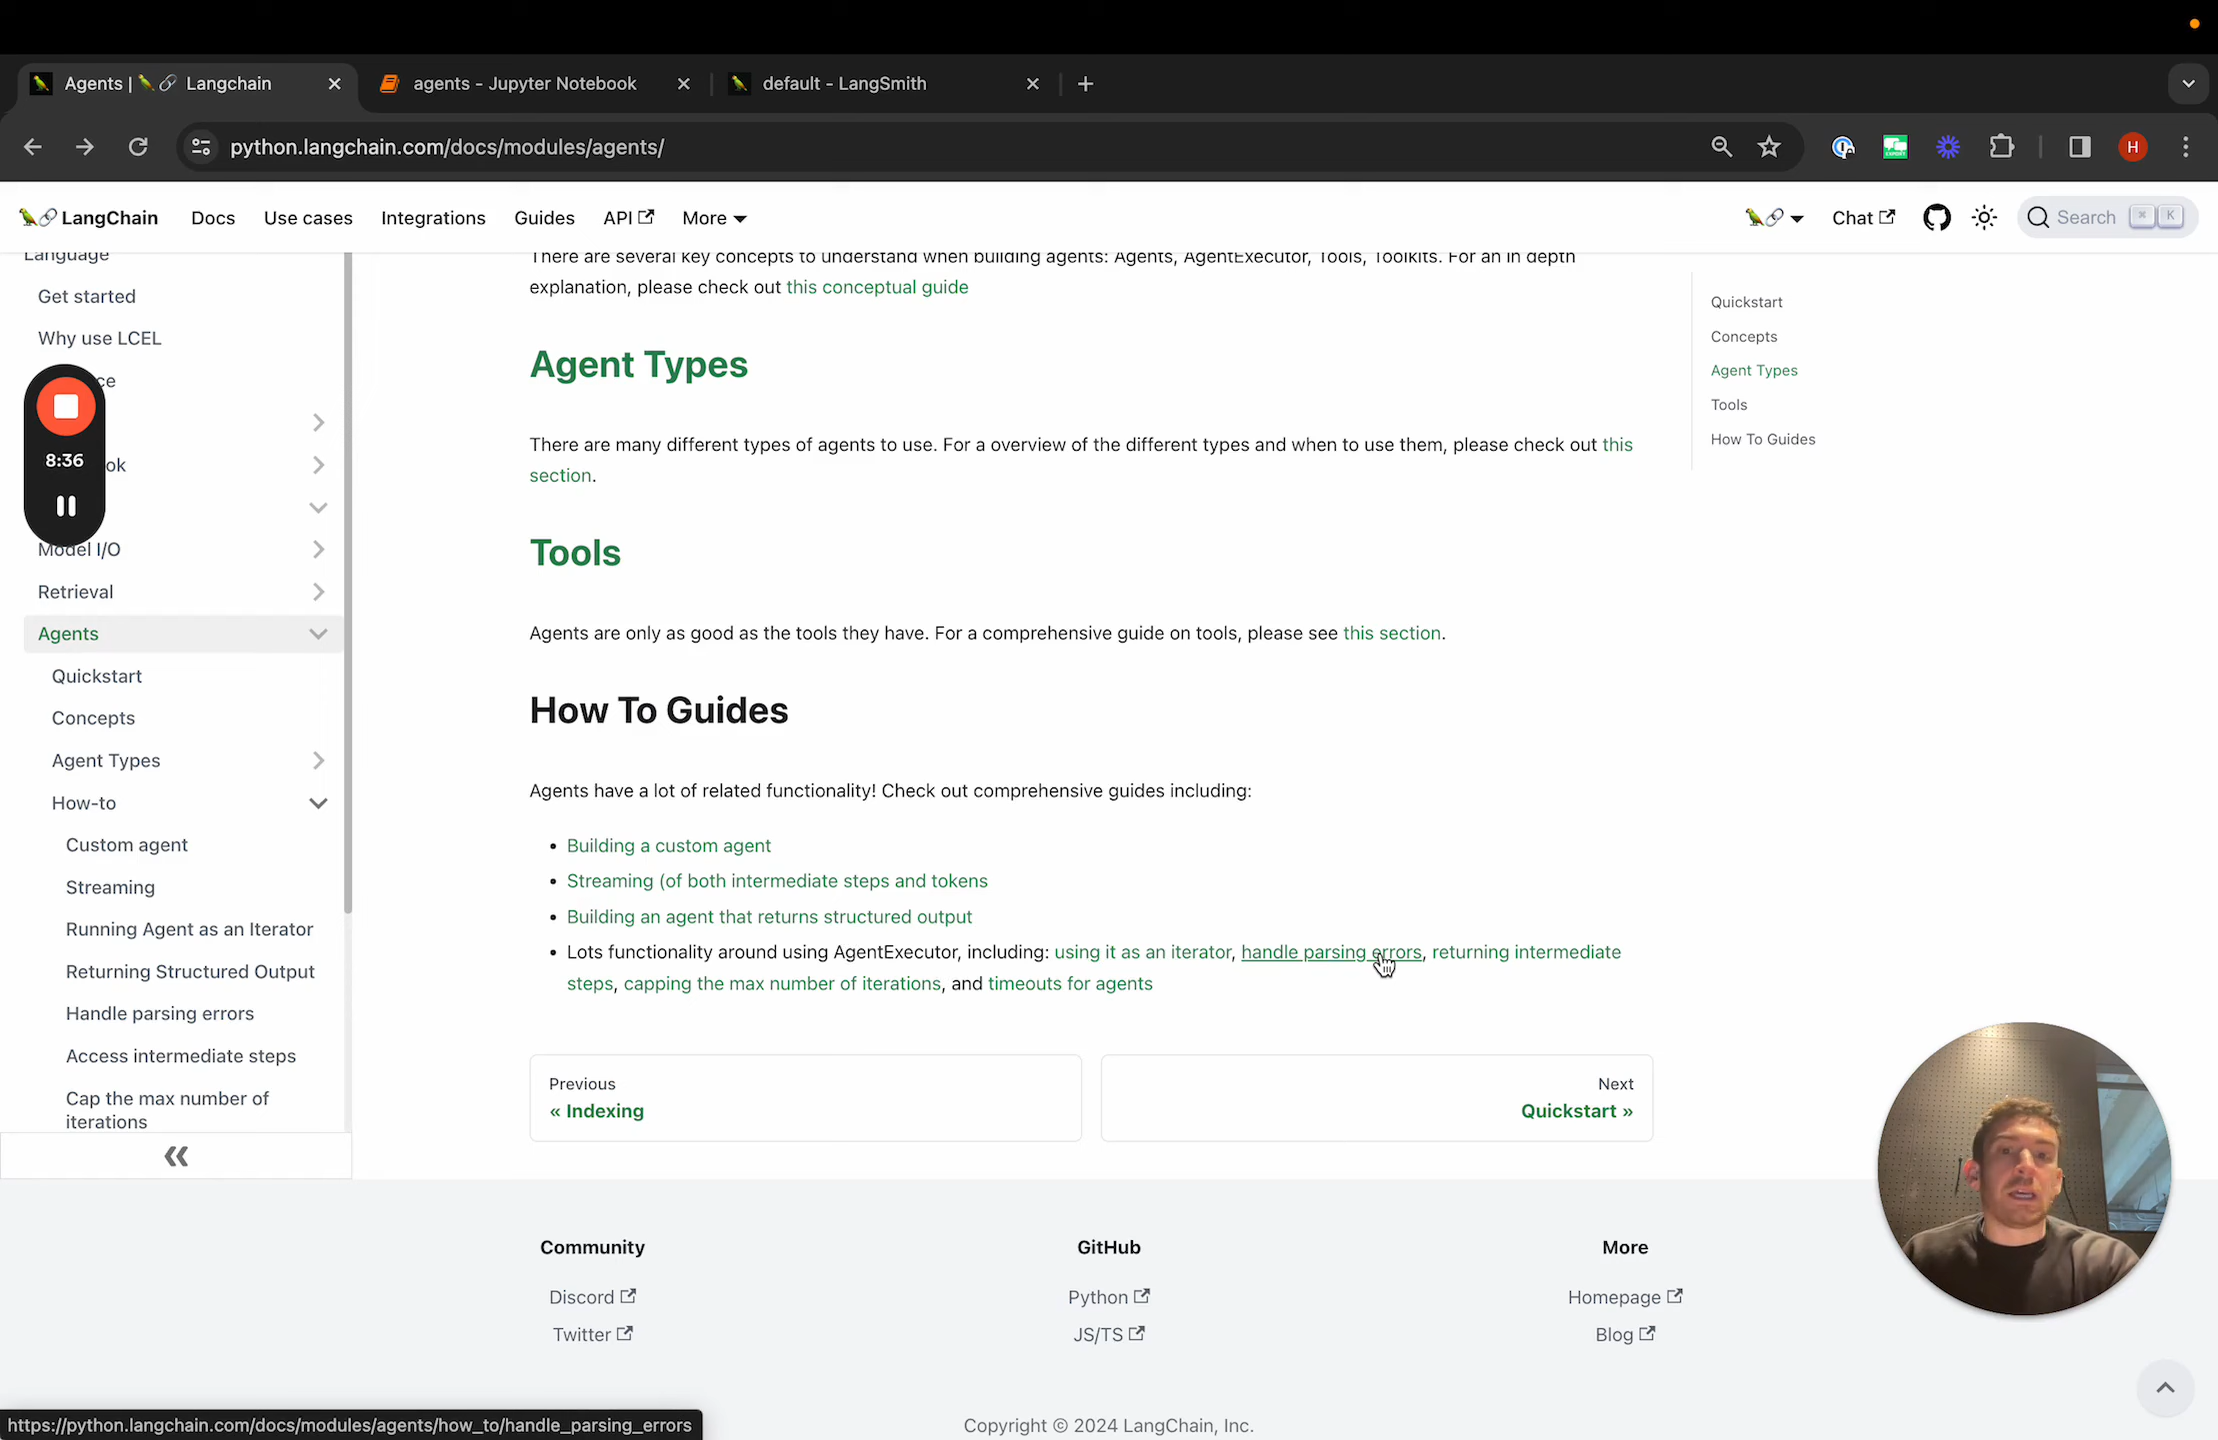 Agents | Langchain
agents - Jupyter Notebook
default - LangSmith
python.langchain.com/docs/modules/agents/
H
LangChain
Docs
Use cases
Integrations
Guides
API
More
Chat
Search
⌘
K
Language
Get started
Why use LCEL
ce
8:36
ok
Model I/O
Retrieval
Agents
Quickstart
Concepts
Agent Types
How-to
Custom agent
Streaming
Running Agent as an Iterator
Returning Structured Output
Handle parsing errors
Access intermediate steps
Cap the max number of
iterations
There are several key concepts to understand when building agents: Agents, AgentExecutor, Tools, Toolkits. For an in depth
explanation, please check out this conceptual guide
Agent Types
There are many different types of agents to use. For a overview of the different types and when to use them, please check out this
section.
Tools
Agents are only as good as the tools they have. For a comprehensive guide on tools, please see this section.
How To Guides
Agents have a lot of related functionality! Check out comprehensive guides including:
• Building a custom agent
• Streaming (of both intermediate steps and tokens
• Building an agent that returns structured output
• Lots functionality around using AgentExecutor, including: using it as an iterator, handle parsing errors, returning intermediate
steps, capping the max number of iterations, and timeouts for agents
Previous
« Indexing
Next
Quickstart »
Quickstart
Concepts
Agent Types
Tools
How To Guides
Community
Discord
Twitter
GitHub
Python
JS/TS
More
Homepage
Blog
Copyright © 2024 LangChain, Inc.
https://python.langchain.com/docs/modules/agents/how_to/handle_parsing_errors